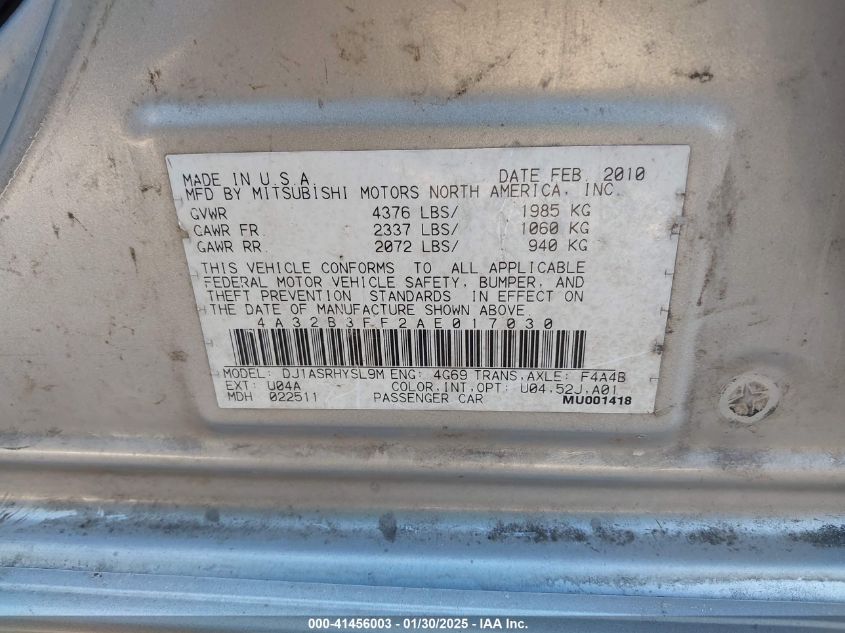 MADE IN U.S.A DATE FEB, 2010
MFD BY MITSUBISHI MOTORS NORTH AMERICA, INC.
GVWR 4376 LBS/ 1985 KG
GAWR FR. 2337 LBS/ 1060 KG
GAWR RR. 2072 LBS/ 940 KG
THIS VEHICLE CONFORMS TO ALL APPLICABLE
FEDERAL MOTOR VEHICLE SAFETY, BUMPER, AND
THEFT PREVENTION STANDARDS IN EFFECT ON
THE DATE OF MANUFACTURE SHOWN ABOVE.
4A32B3FF2AE017030
MODEL: DJ1ASRHYSL9M ENG: 4G69 TRANS,AXLE: F4A4B
EXT: U04A COLOR,INT,OPT: U04,52J,A01
MDH 022511 PASSENGER CAR MU001418
000-41456003 — 01/30/2025 — IAA Inc.